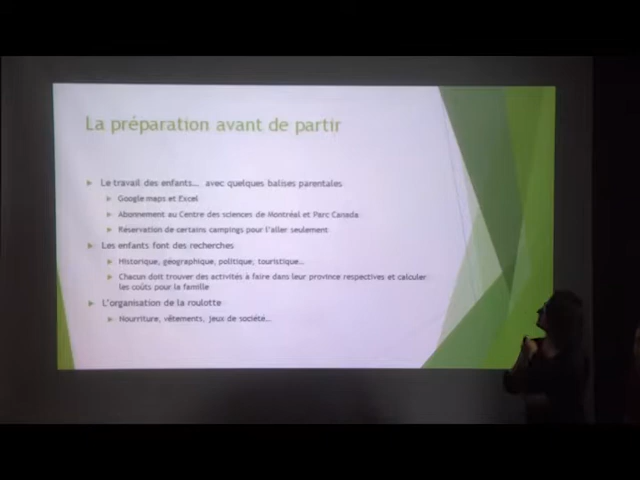 La préparation avant de partir
Le travail des enfants... avec quelques balises parentales
Google maps et Excel
Abonnement au Centre des sciences de Montréal et Parc Canada
Réservation de certains campings pour l'aller seulement
Les enfants font des recherches
Historique, géographique, politique, touristique...
Chacun doit trouver des activités à faire dans leur province respectives et calculer
les coûts pour la famille
L'organisation de la roulotte
Nourriture, vêtements, jeux de société...